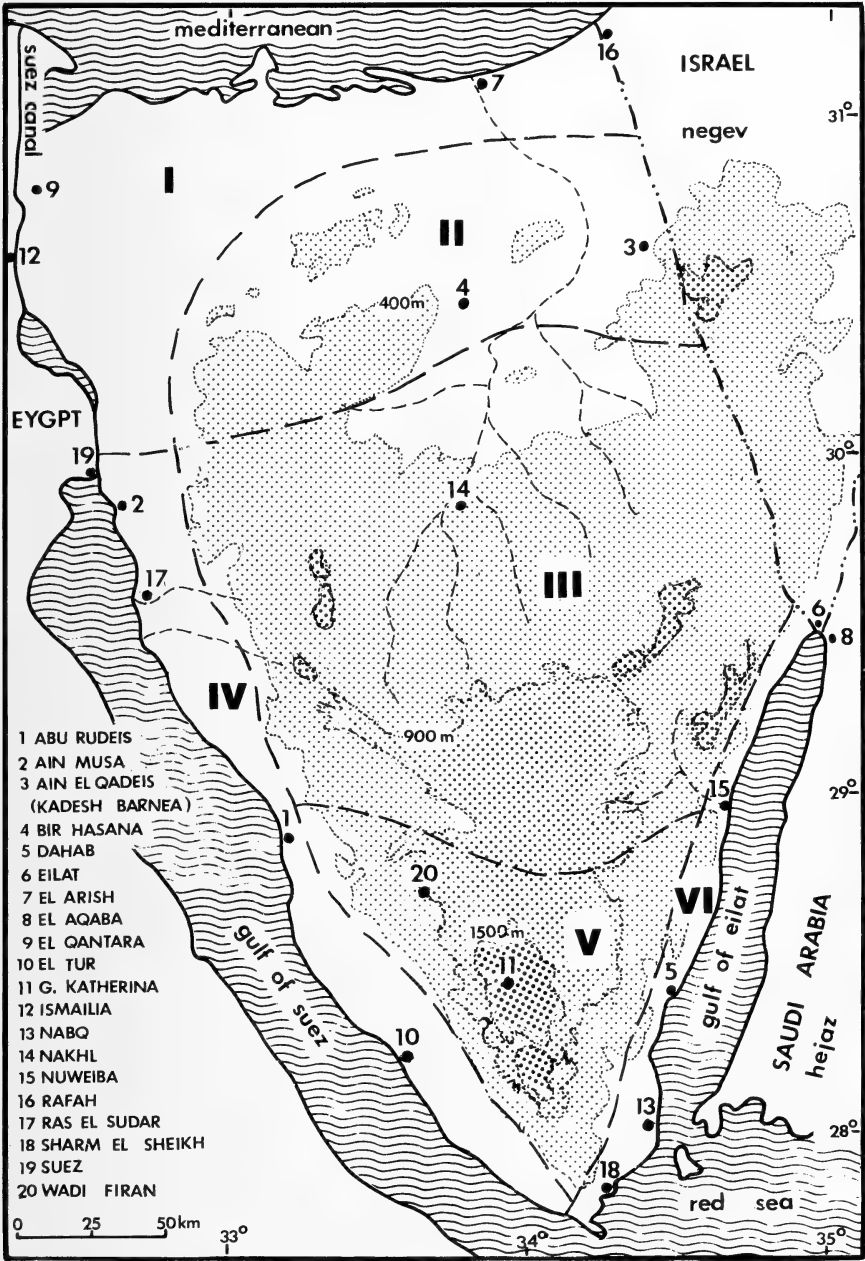 mediterranean
16
ISRAEL
suez canal
7
31°
negev
I
9
II
3
12
4
400m
EYGPT
30°
19
14
2
III
17
6
8
IV
900 m
15
29°
1
20
VI
1500m
V
11
5
gulf of suez
gulf of eilat
SAUDI ARABIA
hejaz
10
13
28°
18
red sea
1 ABU RUDEIS
2 AIN MUSA
3 AIN EL QADEIS
(KADESH BARNEA)
4 BIR HASANA
5 DAHAB
6 EILAT
7 EL ARISH
8 EL AQABA
9 EL QANTARA
10 EL TUR
11 G. KATHERINA
12 ISMAILIA
13 NABQ
14 NAKHL
15 NUWEIBA
16 RAFAH
17 RAS EL SUDAR
18 SHARM EL SHEIKH
19 SUEZ
20 WADI FIRAN
0 25 50km
33° 34° 35°